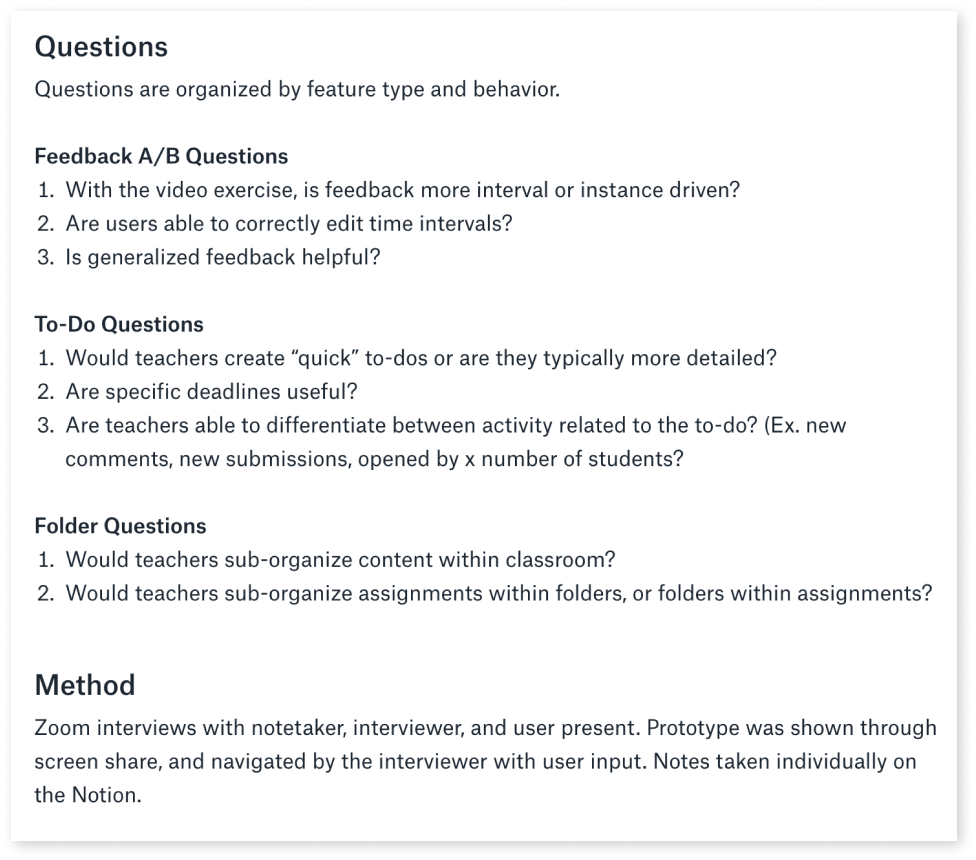 Questions
Questions are organized by feature type and behavior.
Feedback A/B Questions
1. With the video exercise, is feedback more interval or instance driven?
2. Are users able to correctly edit time intervals?
3. Is generalized feedback helpful?
To-Do Questions
1. Would teachers create “quick” to-dos or are they typically more detailed?
2. Are specific deadlines useful?
3. Are teachers able to differentiate between activity related to the to-do? (Ex. new
comments, new submissions, opened by x number of students?
Folder Questions
1. Would teachers sub-organize content within classroom?
2. Would teachers sub-organize assignments within folders, or folders within assignments?
Method
Zoom interviews with notetaker, interviewer, and user present. Prototype was shown through
screen share, and navigated by the interviewer with user input. Notes taken individually on
the Notion.